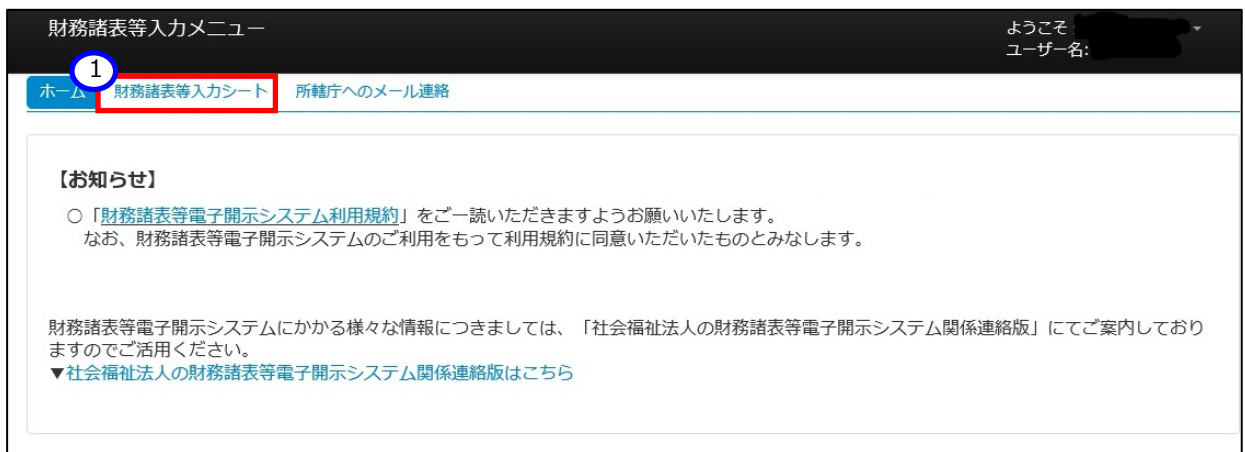 財務諸表等入力メニュー
ようこそ
ユーザー名:
1
ホーム 財務諸表等入力シート 所轄庁へのメール連絡
【お知らせ】
○「財務諸表等電子開示システム利用規約」をご一読いただきますようお願いいたします。
なお、財務諸表等電子開示システムのご利用をもって利用規約に同意いただいたものとみなします。
財務諸表等電子開示システムにかかる様々な情報につきましては、「社会福祉法人の財務諸表等電子開示システム関係連絡版」にてご案内しており
ますのでご活用ください。
▼社会福祉法人の財務諸表等電子開示システム関係連絡版はこちら